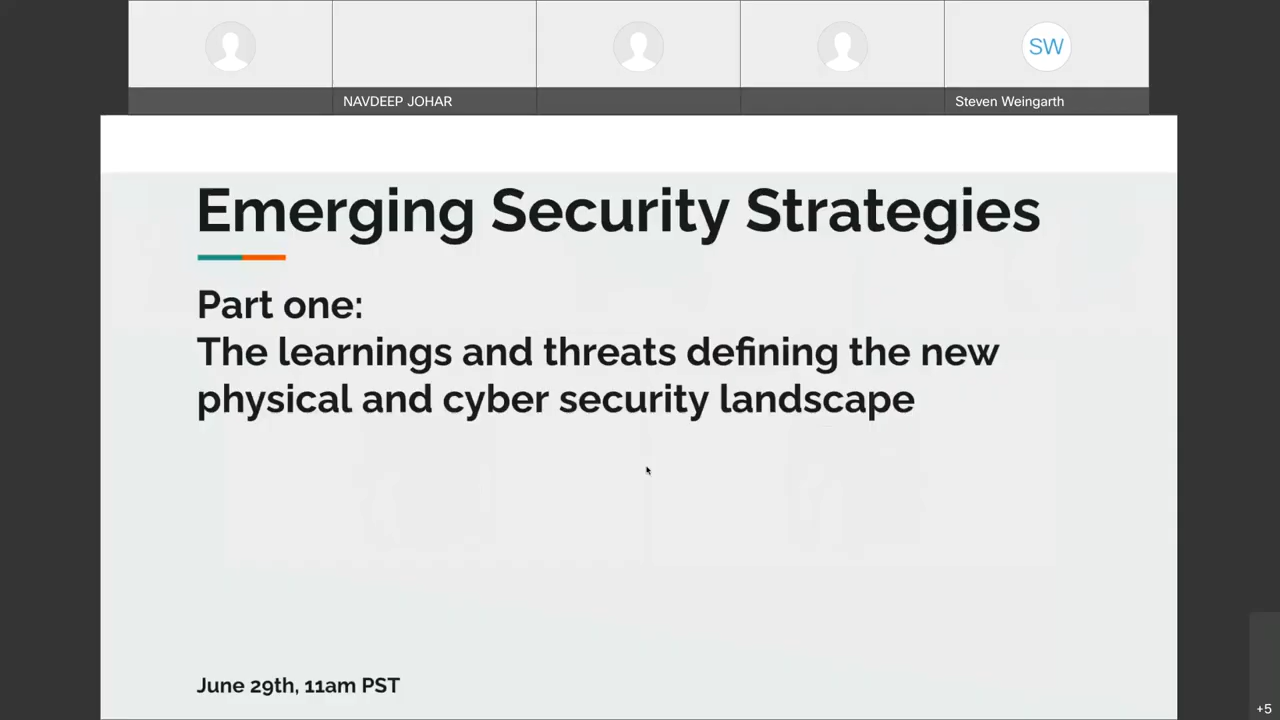 SW
NAVDEEP JOHAR
Steven Weingarth
Emerging Security Strategies
Part one:
The learnings and threats defining the new
physical and cyber security landscape
June 29th, 11am PST
+5